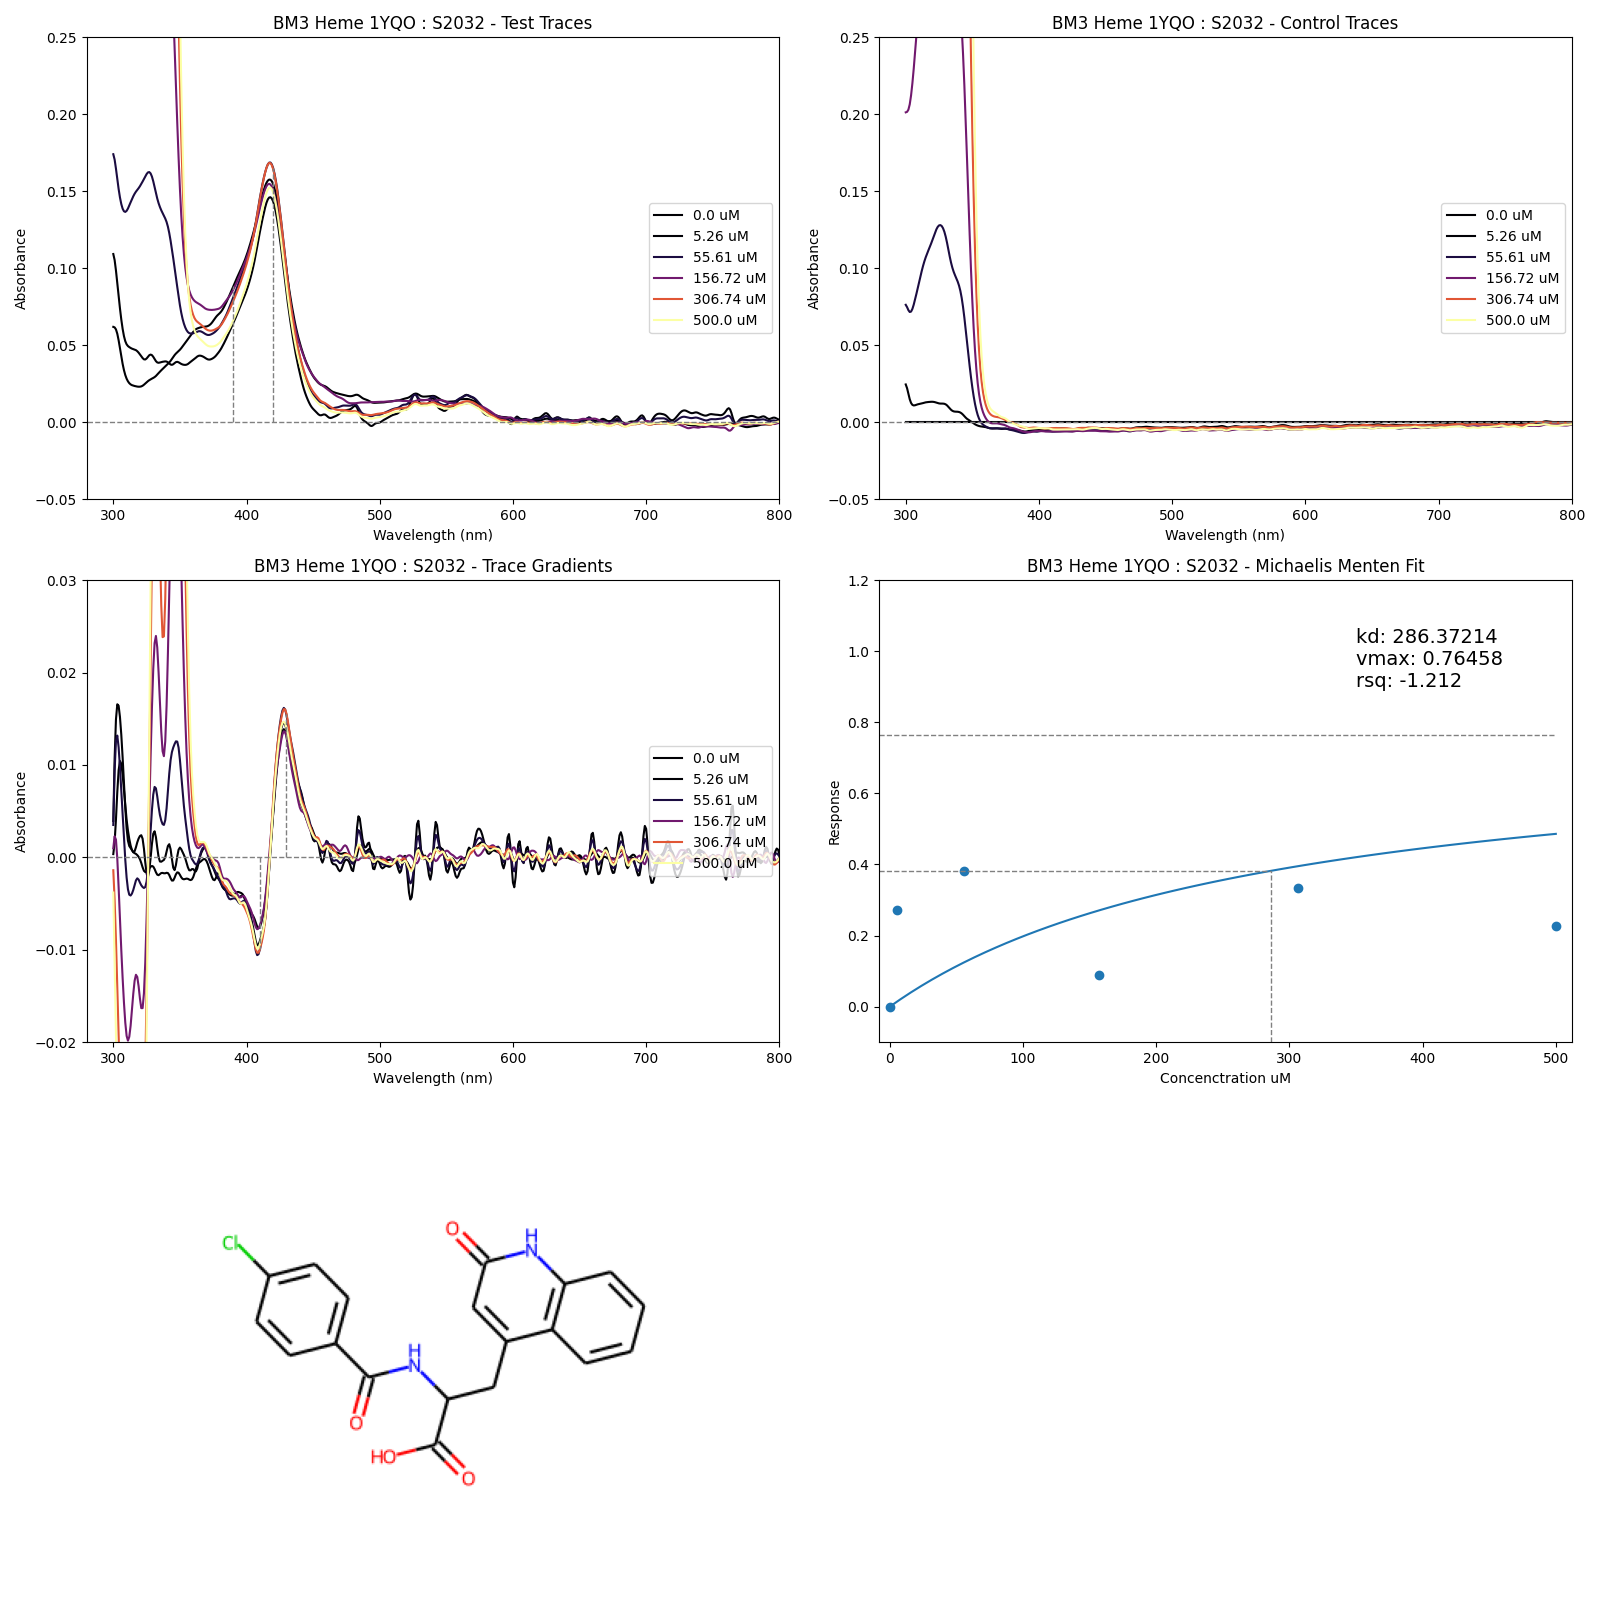 BM3 Heme 1YQO : S2032 - Test Traces
0.25
0.20
0.15
0.10
0.05
0.00
−0.05
Absorbance
300
400
500
600
700
800
Wavelength (nm)
0.0 uM
5.26 uM
55.61 uM
156.72 uM
306.74 uM
500.0 uM
BM3 Heme 1YQO : S2032 - Control Traces
0.25
0.20
0.15
0.10
0.05
0.00
−0.05
Absorbance
300
400
500
600
700
800
Wavelength (nm)
0.0 uM
5.26 uM
55.61 uM
156.72 uM
306.74 uM
500.0 uM
BM3 Heme 1YQO : S2032 - Trace Gradients
0.03
0.02
0.01
0.00
−0.01
−0.02
Absorbance
300
400
500
600
700
800
Wavelength (nm)
0.0 uM
5.26 uM
55.61 uM
156.72 uM
306.74 uM
500.0 uM
BM3 Heme 1YQO : S2032 - Michaelis Menten Fit
1.2
1.0
0.8
0.6
0.4
0.2
0.0
Response
0
100
200
300
400
500
Concenctration uM
kd: 286.37214
vmax: 0.76458
rsq: -1.212
Cl
O
H
N
H
N
O
HO
O